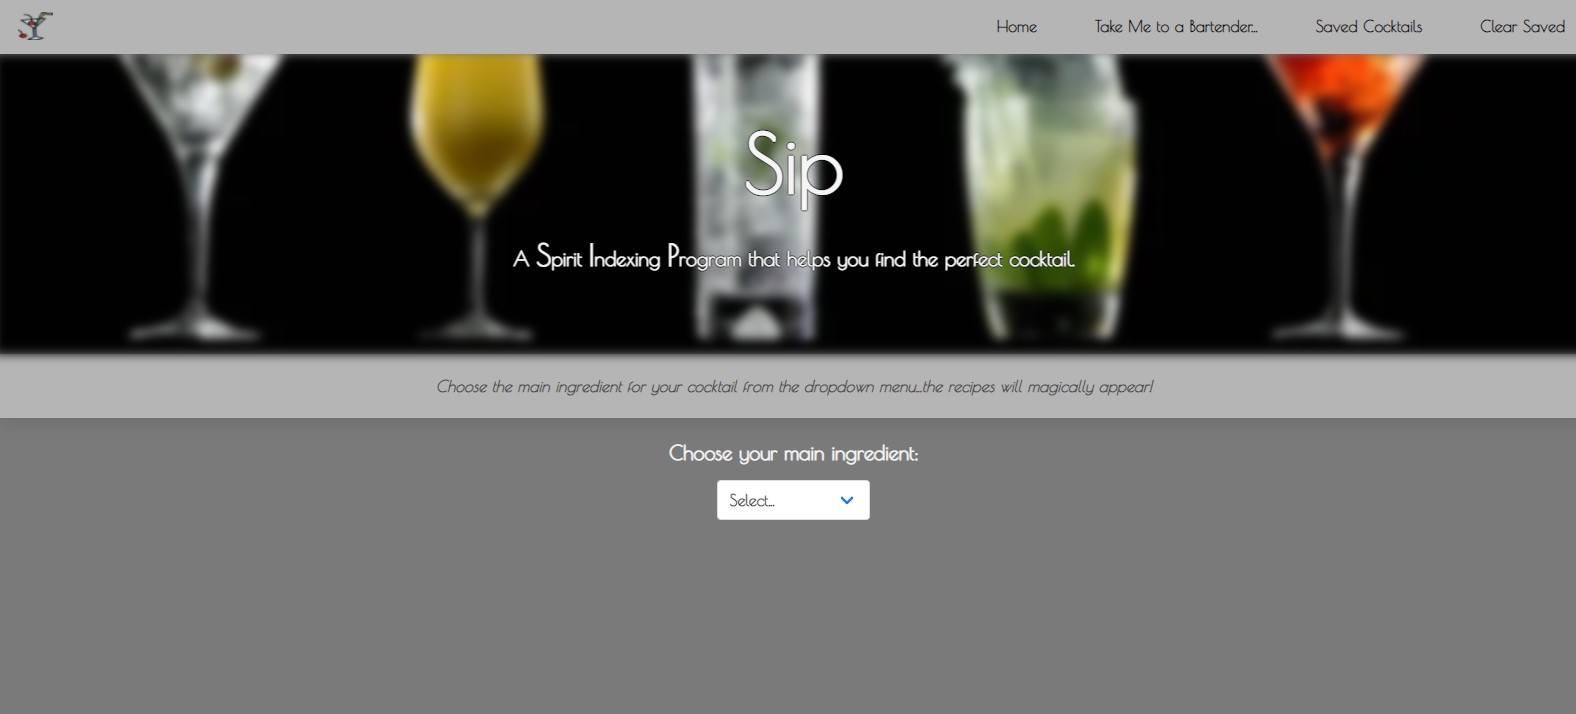 Home Take Me to a Bartender... Saved Cocktails Clear Saved
Sip
A Spirit Indexing Program that helps you find the perfect cocktail.
Choose the main ingredient for your cocktail from the dropdown menu...the recipes will magically appear!
Choose your main ingredient:
Select...